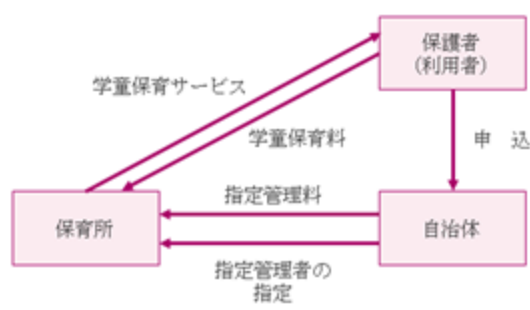 保護者
（利用者）
学童保育サービス
学童保育料
申　込
指定管理料
保育所
自治体
指定管理者の
指定